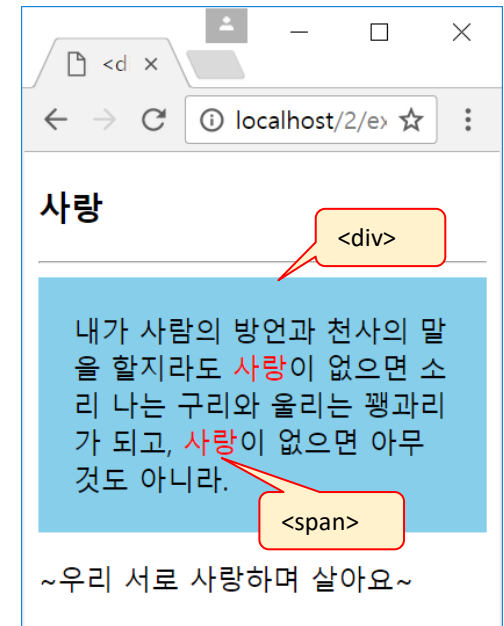 <d
localhost/2/ex
사랑
<div>
내가 사람의 방언과 천사의 말
을 할지라도 사랑이 없으면 소
리 나는 구리와 울리는 꽹과리
가 되고, 사랑이 없으면 아무
것도 아니라.
<span>
~우리 서로 사랑하며 살아요~